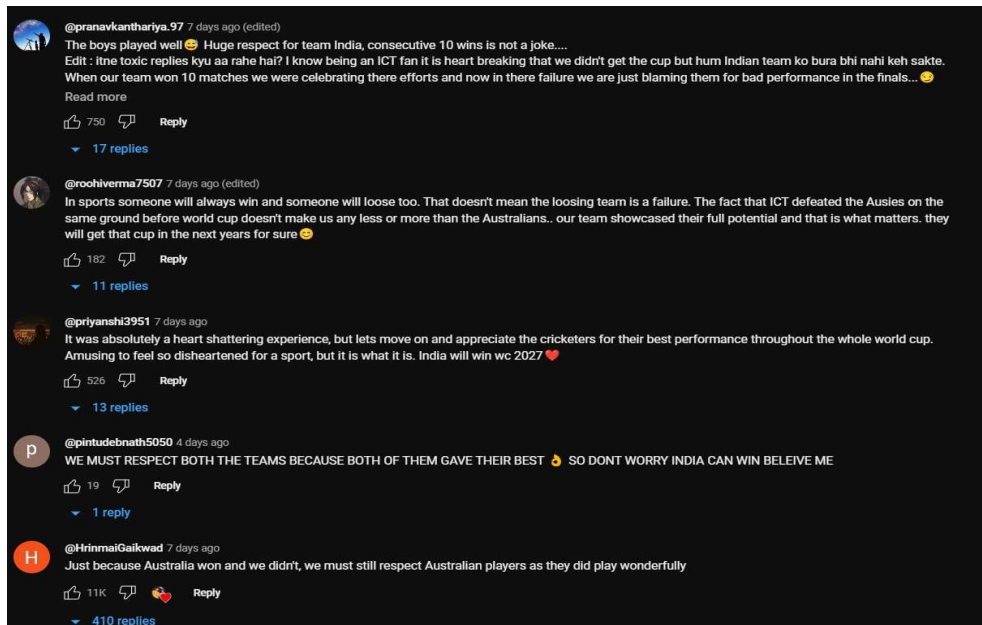 @pranavkanthariya.97 7 days ago (edited)
The boys played well😅 Huge respect for team India, consecutive 10 wins is not a joke....
Edit : itne toxic replies kyu aa rahe hai? I know being an ICT fan it is heart breaking that we didn't get the cup but hum Indian team ko bura bhi nahi keh sakte.
When our team won 10 matches we were celebrating there efforts and now in there failure we are just blaming them for bad performance in the finals...😏
Read more
750 Reply
17 replies
@roohiverma7507 7 days ago (edited)
In sports someone will always win and someone will loose too. That doesn't mean the loosing team is a failure. The fact that ICT defeated the Ausies on the
same ground before world cup doesn't make us any less or more than the Australians.. our team showcased their full potential and that is what matters. they
will get that cup in the next years for sure😊
182 Reply
11 replies
@priyanshi3951 7 days ago
It was absolutely a heart shattering experience, but lets move on and appreciate the cricketers for their best performance throughout the whole world cup.
Amusing to feel so disheartened for a sport, but it is what it is. India will win wc 2027❤️
526 Reply
13 replies
p
@pintudebnath5050 4 days ago
WE MUST RESPECT BOTH THE TEAMS BECAUSE BOTH OF THEM GAVE THEIR BEST 👌 SO DONT WORRY INDIA CAN WIN BELEIVE ME
19 Reply
1 reply
H
@HrinmaiGaikwad 7 days ago
Just because Australia won and we didn't, we must still respect Australian players as they did play wonderfully
11K Reply
410 replies